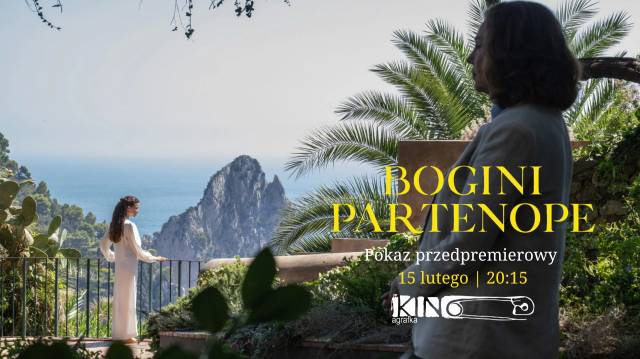 BOGINI
PARTENOPE
Pokaz przedpremierowy
15 lutego | 20:15
KINO
agrafka